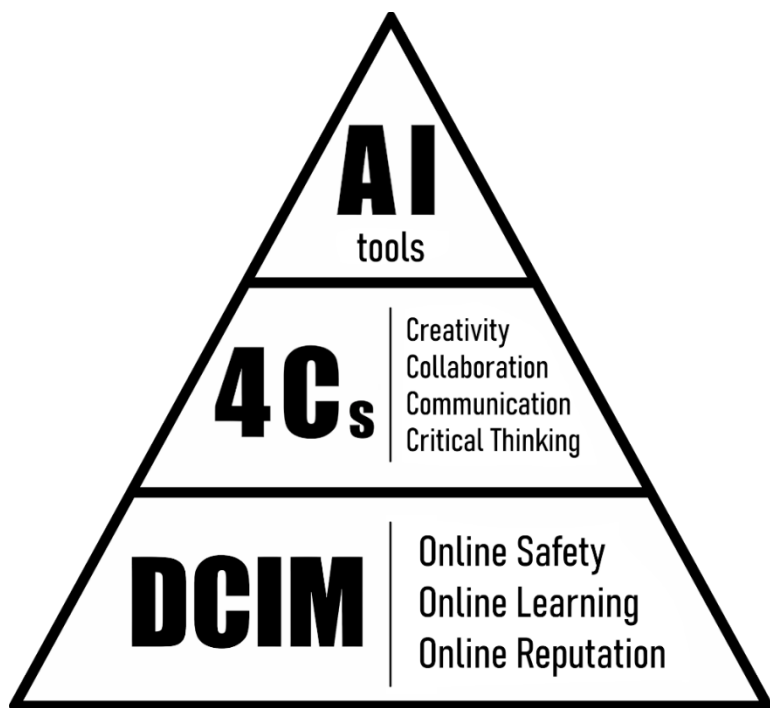 AI
tools
4Cs
Creativity
Collaboration
Communication
Critical Thinking
DCIM
Online Safety
Online Learning
Online Reputation